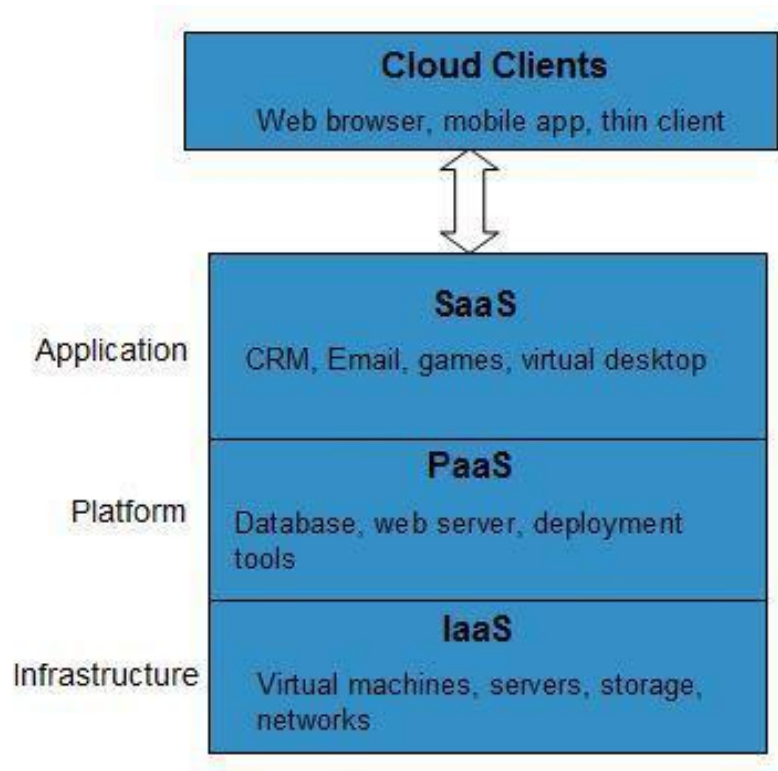 Cloud Clients
Web browser, mobile app, thin client
SaaS
Application
CRM, Email, games, virtual desktop
PaaS
Platform
Database, web server, deployment
tools
IaaS
Infrastructure
Virtual machines, servers, storage,
networks